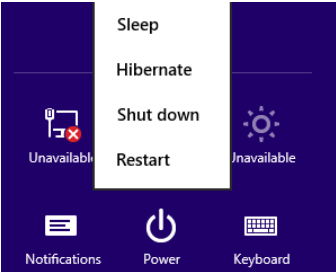 Sleep
Hibernate
Shut down
Restart
Unavailabl
Unavailable
Notifications
Power
Keyboard